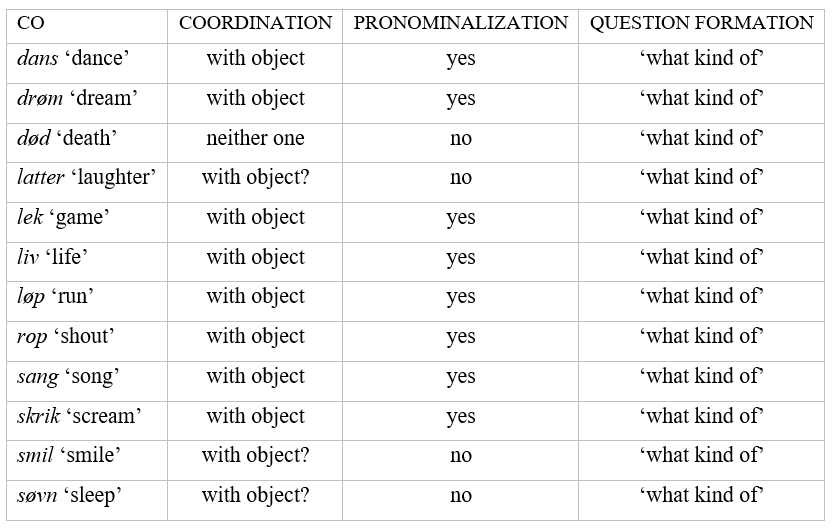 CO COORDINATION PRONOMINALIZATION QUESTION FORMATION
dans ‘dance’ with object yes ‘what kind of’
drøm ‘dream’ with object yes ‘what kind of’
død ‘death’ neither one no ‘what kind of’
latter ‘laughter’ with object? no ‘what kind of’
lek ‘game’ with object yes ‘what kind of’
liv ‘life’ with object yes ‘what kind of’
løp ‘run’ with object yes ‘what kind of’
rop ‘shout’ with object yes ‘what kind of’
sang ‘song’ with object yes ‘what kind of’
skrik ‘scream’ with object yes ‘what kind of’
smil ‘smile’ with object? no ‘what kind of’
søvn ‘sleep’ with object? no ‘what kind of’